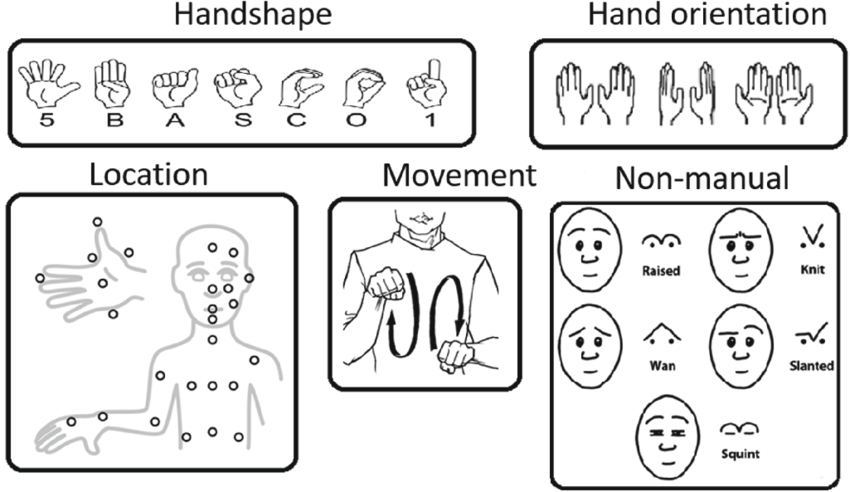 Handshape
Hand orientation
5 B A S C O 1
Location
Movement
Non-manual
Raised
Knit
Wan
Slanted
Squint